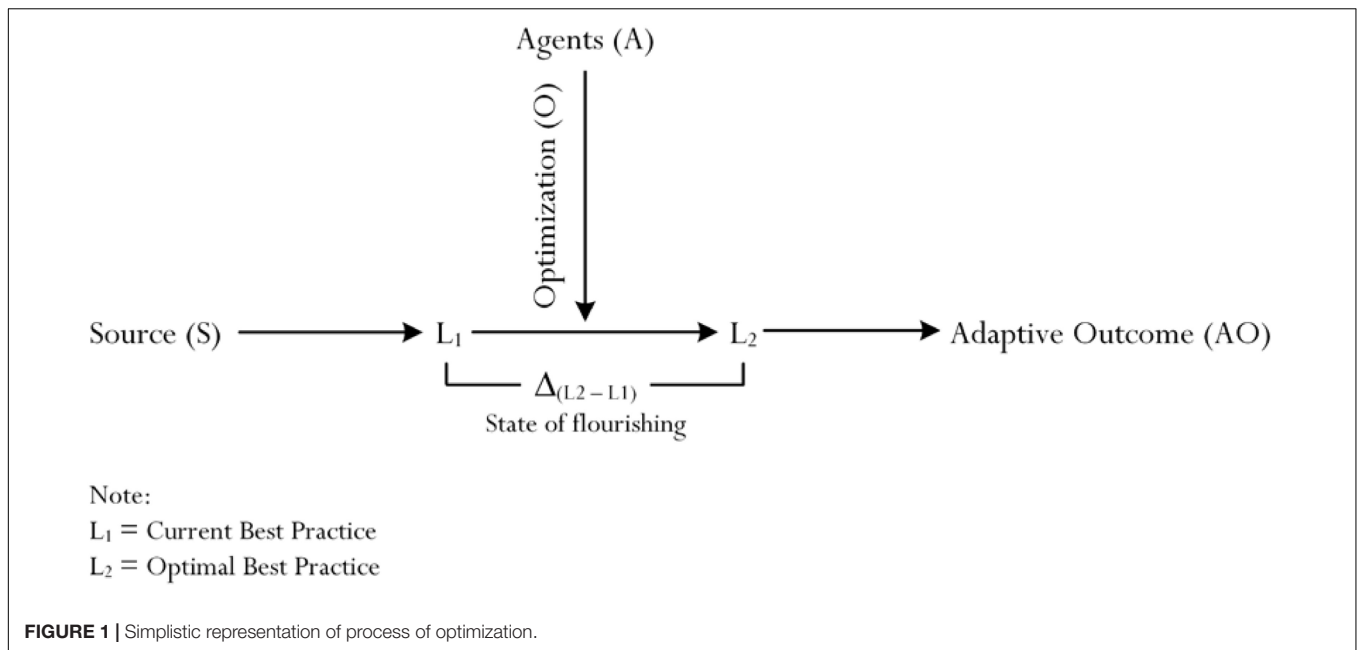 Agents (A)
Optimization (O)
Source (S)
L₁
L₂
Adaptive Outcome (AO)
Δ(L2 – L1)
State of flourishing
Note:
L₁ = Current Best Practice
L₂ = Optimal Best Practice
FIGURE 1 | Simplistic representation of process of optimization.